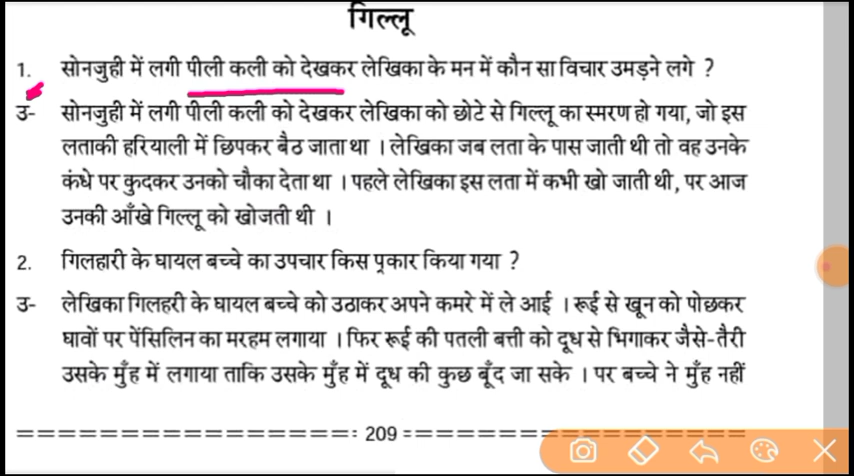 गिल्लू
1. सोनजुही में लगी पीली कली को देखकर लेखिका के मन में कौन सा विचार उमड़ने लगे ?
उ- सोनजुही में लगी पीली कली को देखकर लेखिका को छोटे से गिल्लू का स्मरण हो गया, जो इस
लताकी हरियाली में छिपकर बैठ जाता था । लेखिका जब लता के पास जाती थी तो वह उनके
कंधे पर कुदकर उनको चौका देता था । पहले लेखिका इस लता में कभी खो जाती थी, पर आज
उनकी आँखे गिल्लू को खोजती थी ।
2. गिलहारी के घायल बच्चे का उपचार किस प्रकार किया गया ?
उ- लेखिका गिलहरी के घायल बच्चे को उठाकर अपने कमरे में ले आई । रूई से खून को पोछकर
घावों पर पेंसिलिन का मरहम लगाया । फिर रूई की पतली बत्ती को दूध से भिगाकर जैसे-तैरी
उसके मुँह में लगाया ताकि उसके मुँह में दूध की कुछ बूँद जा सके । पर बच्चे ने मुँह नहीं
209